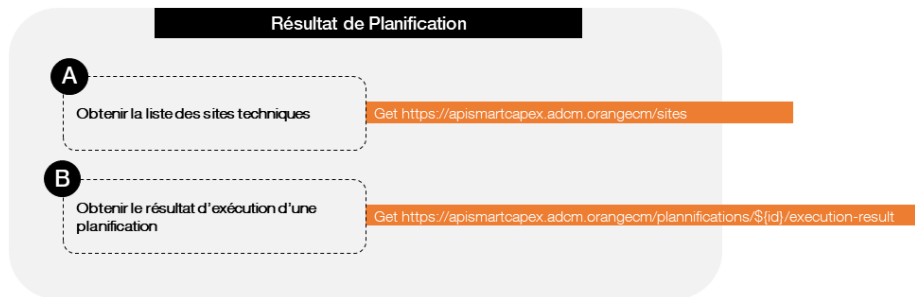 Résultat de Planification
A
Obtenir la liste des sites techniques
Get https://apismartcapex.adcm.orangecm/sites
B
Obtenir le résultat d'exécution d'une
planification
Get https://apismartcapex.adcm.orangecm/plannifications/${id}/execution-result